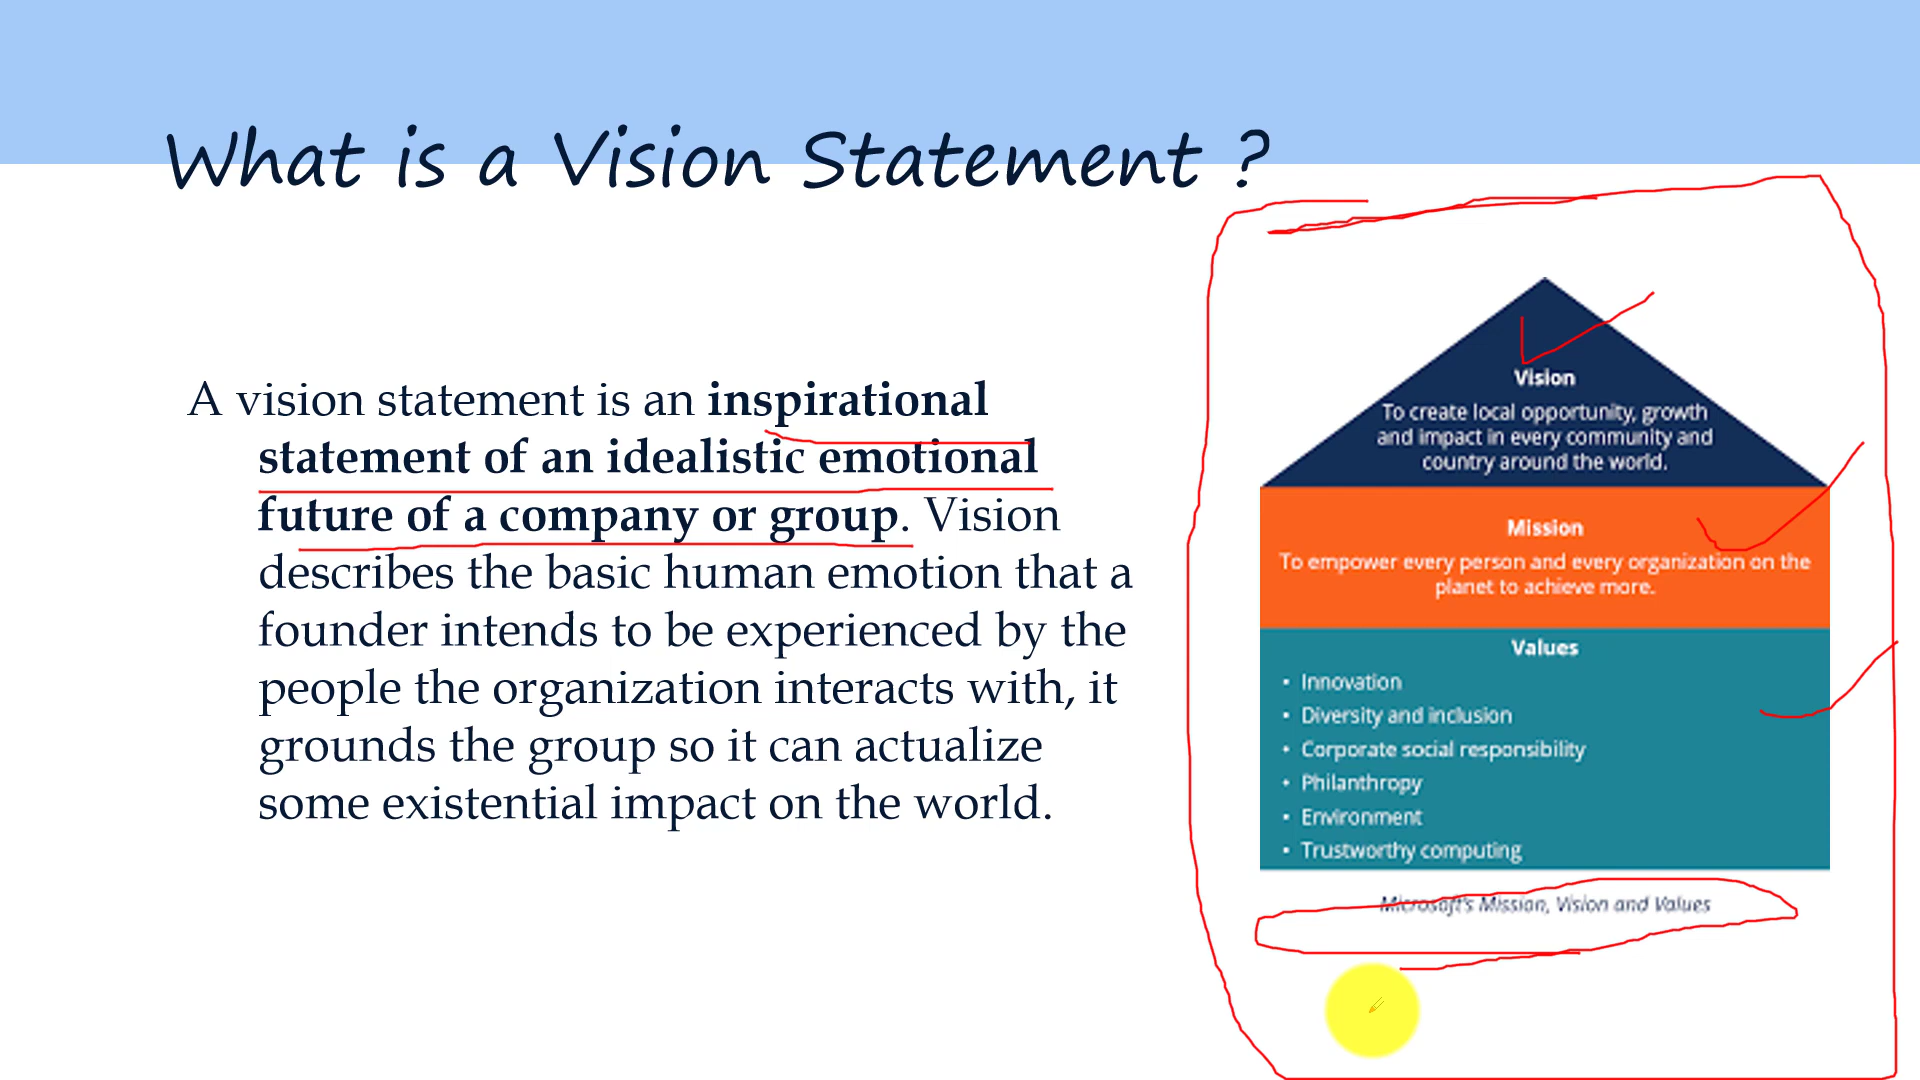 What is a Vision Statement ?
A vision statement is an inspirational
statement of an idealistic emotional
future of a company or group. Vision
describes the basic human emotion that a
founder intends to be experienced by the
people the organization interacts with, it
grounds the group so it can actualize
some existential impact on the world.
Vision
To create local opportunity, growth
and impact in every community and
country around the world.
Mission
To empower every person and every organization on the
planet to achieve more.
Values
• Innovation
• Diversity and inclusion
• Corporate social responsibility
• Philanthropy
• Environment
• Trustworthy computing
Microsoft's Mission, Vision and Values